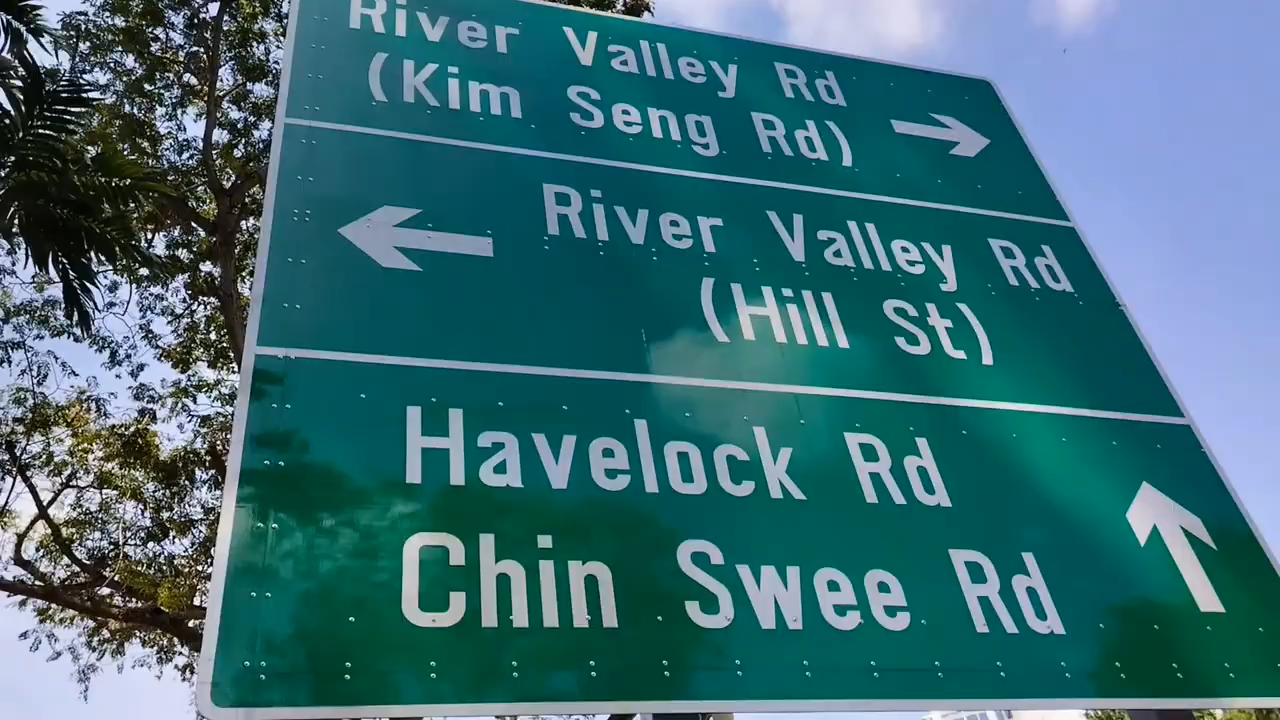 River Valley Rd
(Kim Seng Rd)
River Valley Rd
(Hill St)
Havelock Rd
Chin Swee Rd